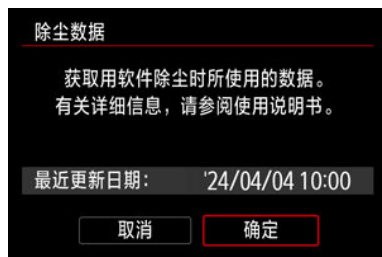 除尘数据
获取用软件除尘时所使用的数据。
有关详细信息，请参阅使用说明书。
最近更新日期： '24/04/04 10:00
取消 确定